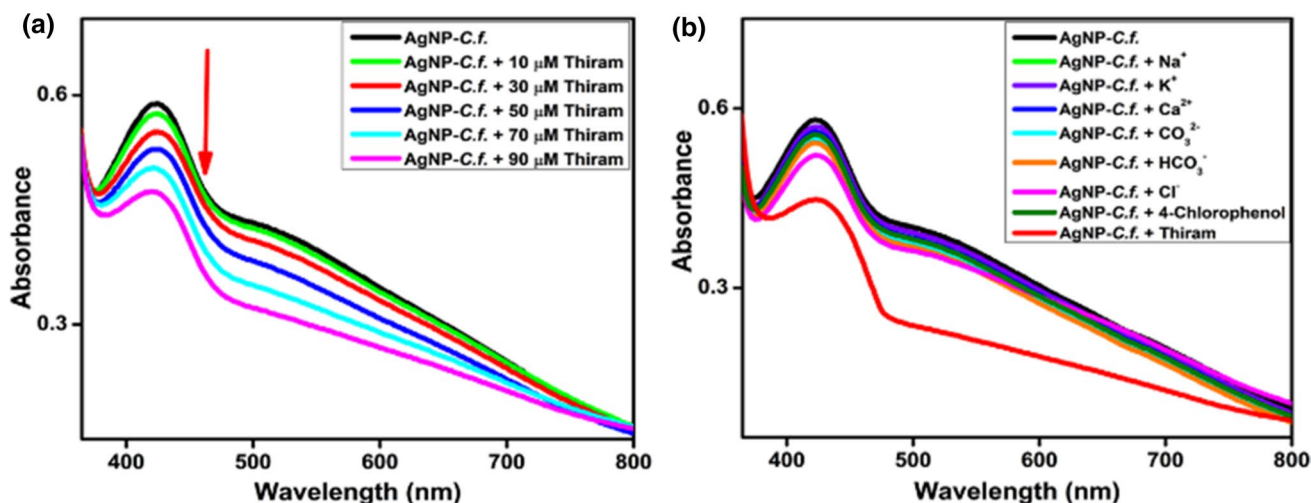 (a)
AgNP-C.f.
AgNP-C.f. + 10 μM Thiram
AgNP-C.f. + 30 μM Thiram
AgNP-C.f. + 50 μM Thiram
AgNP-C.f. + 70 μM Thiram
AgNP-C.f. + 90 μM Thiram
0.6
0.3
Absorbance
400
500
600
700
800
Wavelength (nm)
(b)
AgNP-C.f.
AgNP-C.f. + Na⁺
AgNP-C.f. + K⁺
AgNP-C.f. + Ca²⁺
AgNP-C.f. + CO₃²⁻
AgNP-C.f. + HCO₃⁻
AgNP-C.f. + Cl⁻
AgNP-C.f. + 4-Chlorophenol
AgNP-C.f. + Thiram
0.6
0.3
Absorbance
400
500
600
700
800
Wavelength (nm)